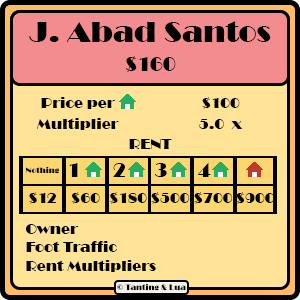 J. Abad Santos
$160
Price per $100
Multiplier 5.0 x
RENT
Nothing 1 2 3 4
$12 $60 $180 $500 $700 $900
Owner
Foot Traffic
Rent Multipliers
© Tanting & Lua